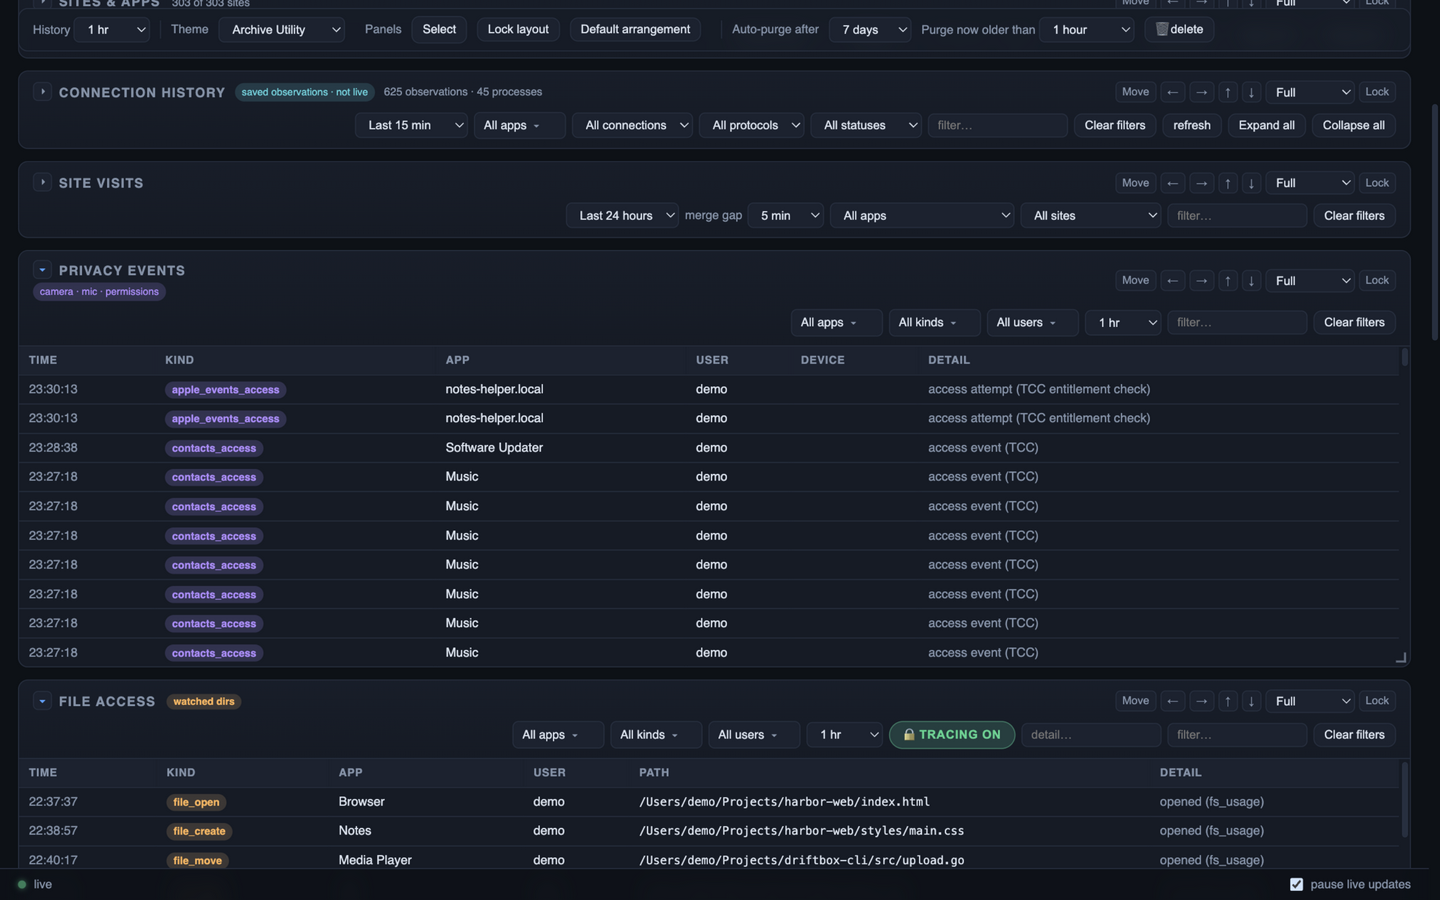 SITES & APPS 303 of 303 sites Move ← → ↑ ↓ Full Lock
History 1 hr Theme Archive Utility Panels Select Lock layout Default arrangement Auto-purge after 7 days Purge now older than 1 hour delete
CONNECTION HISTORY saved observations · not live 625 observations · 45 processes Move ← → ↑ ↓ Full Lock
Last 15 min All apps All connections All protocols All statuses filter… Clear filters refresh Expand all Collapse all
SITE VISITS Move ← → ↑ ↓ Full Lock
Last 24 hours merge gap 5 min All apps All sites filter… Clear filters
PRIVACY EVENTS Move ← → ↑ ↓ Full Lock
camera · mic · permissions
All apps All kinds All users 1 hr filter… Clear filters
TIME KIND APP USER DEVICE DETAIL
23:30:13 apple_events_access notes-helper.local demo access attempt (TCC entitlement check)
23:30:13 apple_events_access notes-helper.local demo access attempt (TCC entitlement check)
23:28:38 contacts_access Software Updater demo access event (TCC)
23:27:18 contacts_access Music demo access event (TCC)
23:27:18 contacts_access Music demo access event (TCC)
23:27:18 contacts_access Music demo access event (TCC)
23:27:18 contacts_access Music demo access event (TCC)
23:27:18 contacts_access Music demo access event (TCC)
23:27:18 contacts_access Music demo access event (TCC)
23:27:18 contacts_access Music demo access event (TCC)
FILE ACCESS watched dirs Move ← → ↑ ↓ Full Lock
All apps All kinds All users 1 hr TRACING ON detail… filter… Clear filters
TIME KIND APP USER PATH DETAIL
22:37:37 file_open Browser demo /Users/demo/Projects/harbor-web/index.html opened (fs_usage)
22:38:57 file_create Notes demo /Users/demo/Projects/harbor-web/styles/main.css opened (fs_usage)
22:40:17 file_move Media Player demo /Users/demo/Projects/driftbox-cli/src/upload.go opened (fs_usage)
live pause live updates